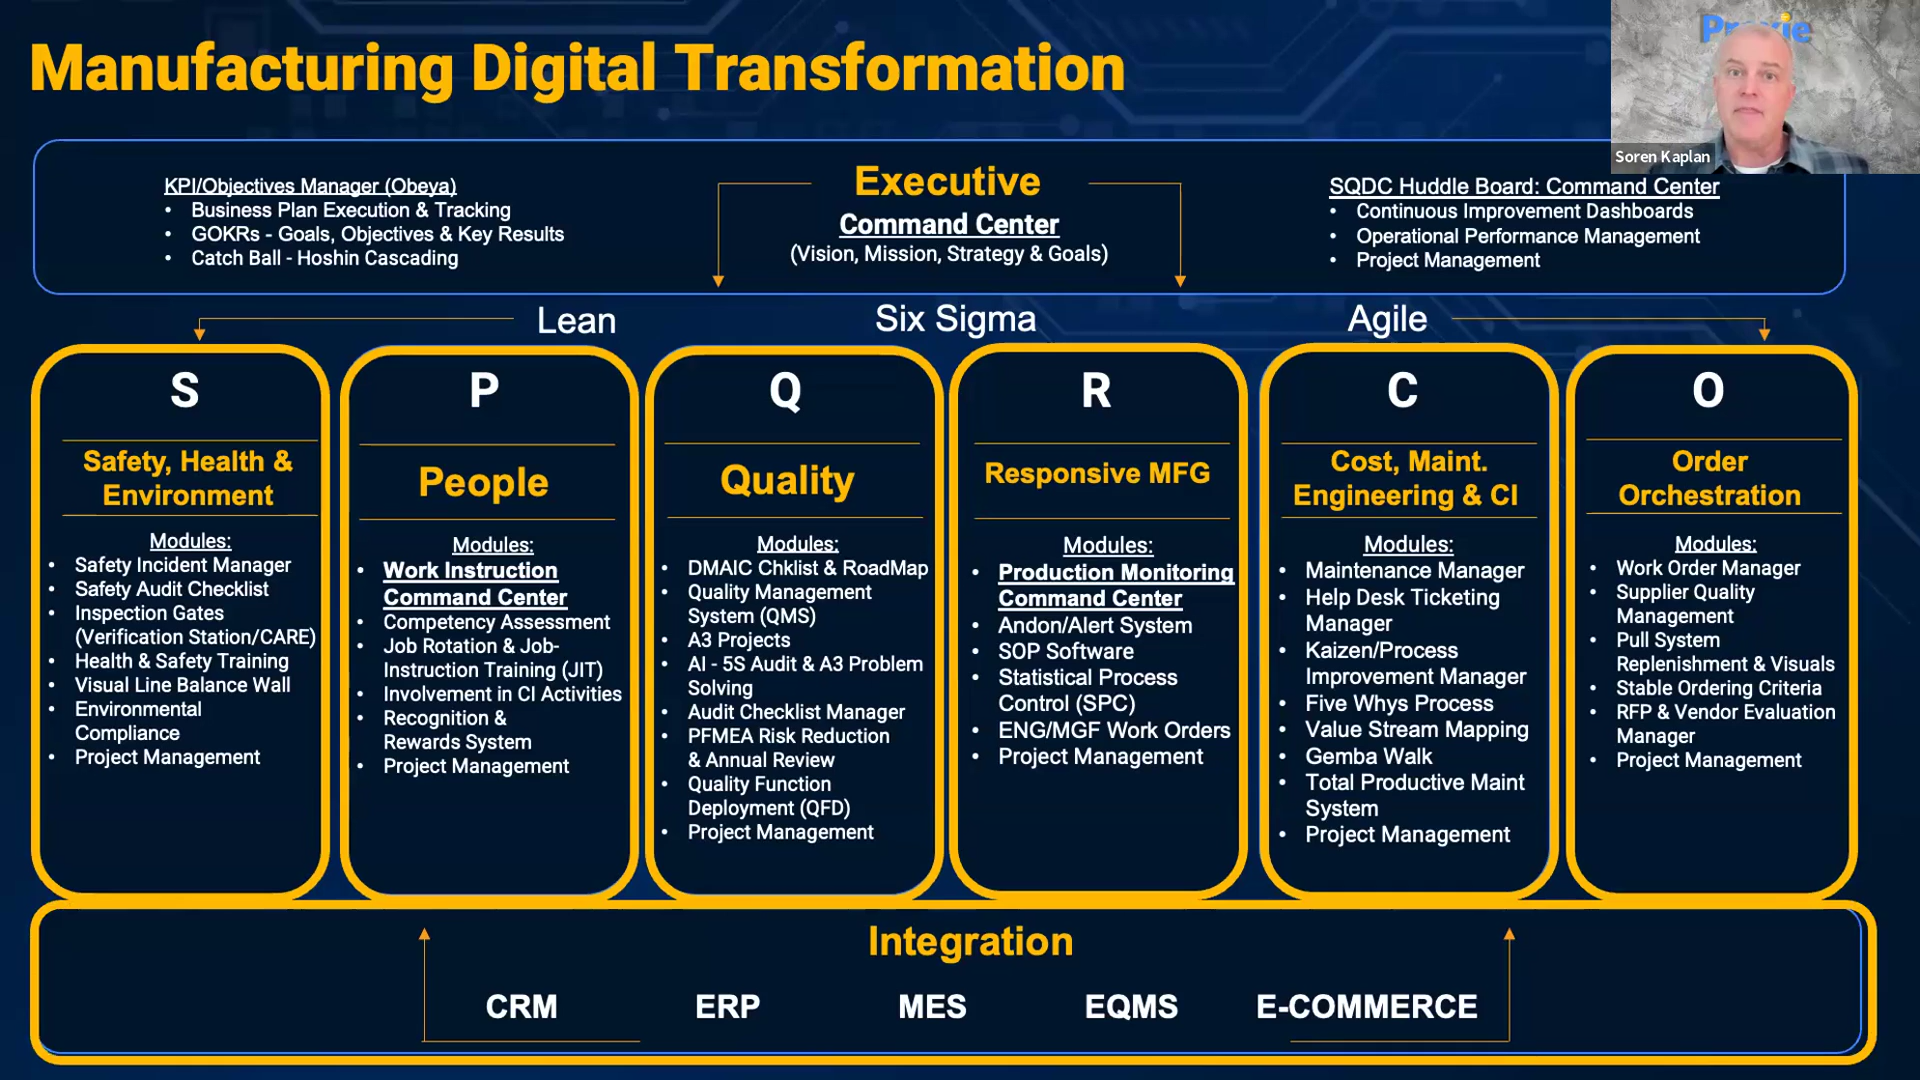 Manufacturing Digital Transformation
Praxie
Soren Kaplan
KPI/Objectives Manager (Obeya)
• Business Plan Execution & Tracking
• GOKRs - Goals, Objectives & Key Results
• Catch Ball - Hoshin Cascading
Executive
Command Center
(Vision, Mission, Strategy & Goals)
SQDC Huddle Board: Command Center
• Continuous Improvement Dashboards
• Operational Performance Management
• Project Management
Lean
Six Sigma
Agile
S
Safety, Health &
Environment
Modules:
• Safety Incident Manager
• Safety Audit Checklist
• Inspection Gates
(Verification Station/CARE)
• Health & Safety Training
• Visual Line Balance Wall
• Environmental
Compliance
• Project Management
P
People
Modules:
• Work Instruction
Command Center
• Competency Assessment
• Job Rotation & Job-
Instruction Training (JIT)
• Involvement in CI Activities
• Recognition &
Rewards System
• Project Management
Q
Quality
Modules:
• DMAIC Chklist & RoadMap
• Quality Management
System (QMS)
• A3 Projects
• AI - 5S Audit & A3 Problem
Solving
• Audit Checklist Manager
• PFMEA Risk Reduction
& Annual Review
• Quality Function
Deployment (QFD)
• Project Management
R
Responsive MFG
Modules:
• Production Monitoring
Command Center
• Andon/Alert System
• SOP Software
• Statistical Process
Control (SPC)
• ENG/MGF Work Orders
• Project Management
C
Cost, Maint.
Engineering & CI
Modules:
• Maintenance Manager
• Help Desk Ticketing
Manager
• Kaizen/Process
Improvement Manager
• Five Whys Process
• Value Stream Mapping
• Gemba Walk
• Total Productive Maint
System
• Project Management
O
Order
Orchestration
Modules:
• Work Order Manager
• Supplier Quality
Management
• Pull System
Replenishment & Visuals
• Stable Ordering Criteria
• RFP & Vendor Evaluation
Manager
• Project Management
Integration
CRM
ERP
MES
EQMS
E-COMMERCE